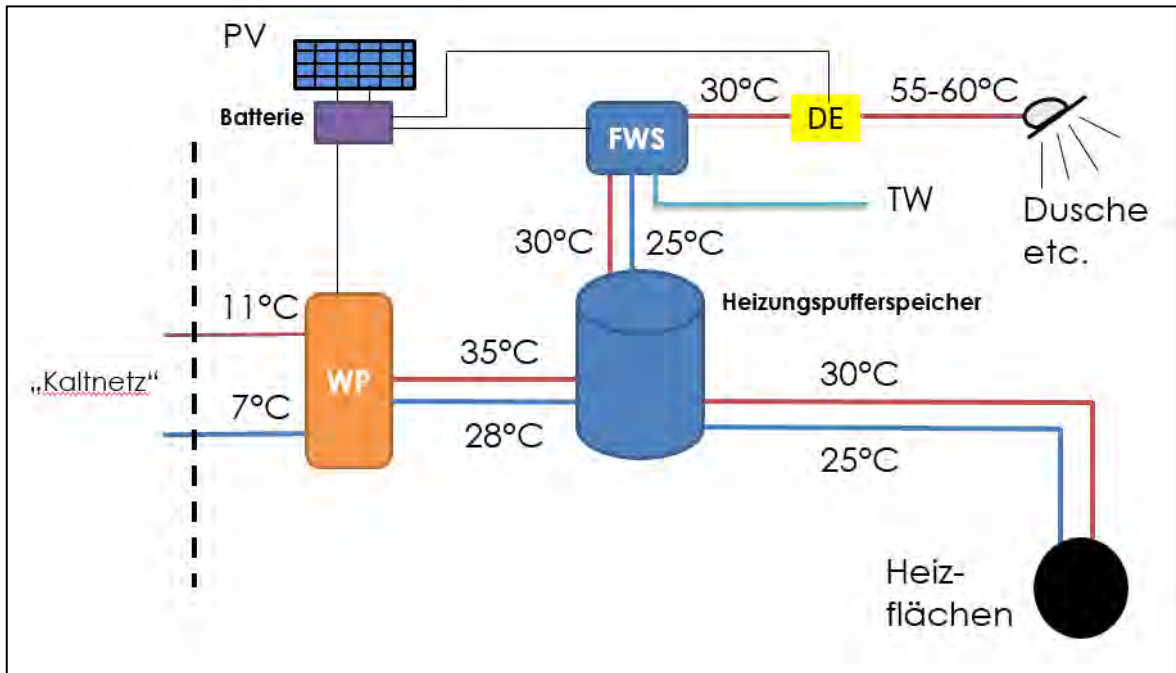 PV
Batterie
FWS
30°C
DE
55-60°C
TW
Dusche
etc.
30°C
25°C
Heizungspufferspeicher
11°C
„Kaltnetz“
7°C
WP
35°C
28°C
30°C
25°C
Heiz-
flächen